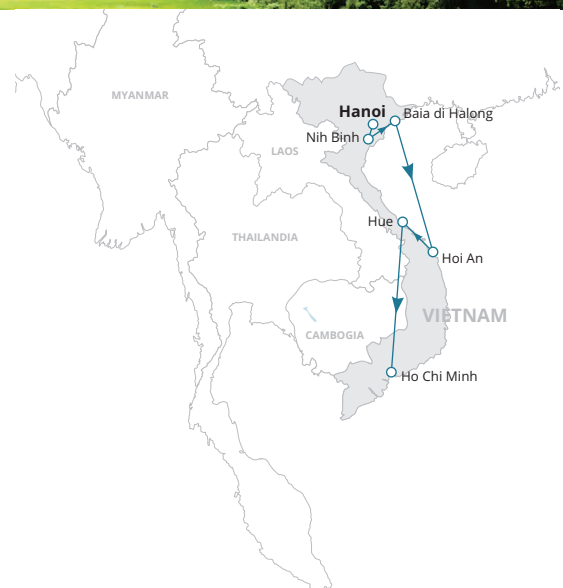 MYANMAR
Hanoi
Baia di Halong
Nih Binh
LAOS
Hue
THAILANDIA
Hoi An
VIETNAM
CAMBOGIA
Ho Chi Minh